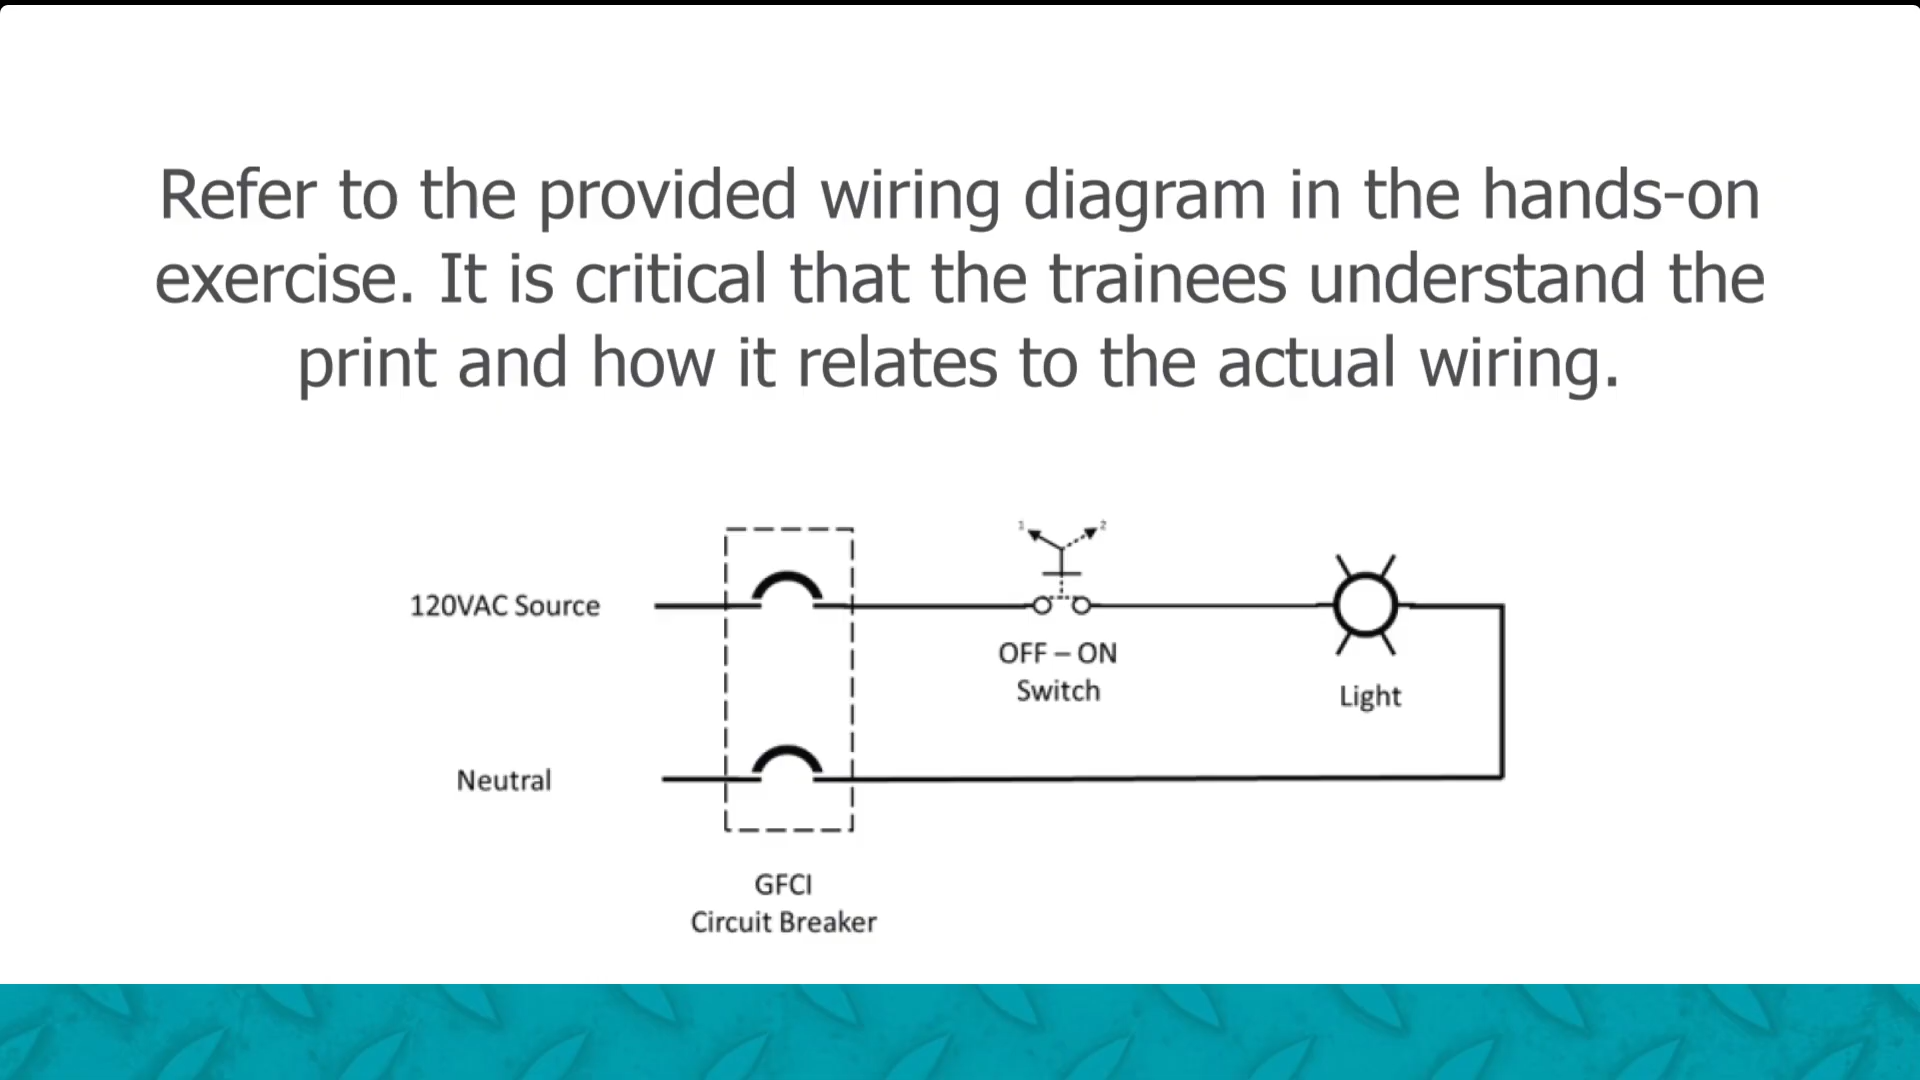 Refer to the provided wiring diagram in the hands-on
exercise. It is critical that the trainees understand the
print and how it relates to the actual wiring.
1
2
120VAC Source
OFF – ON
Switch
Light
Neutral
GFCI
Circuit Breaker